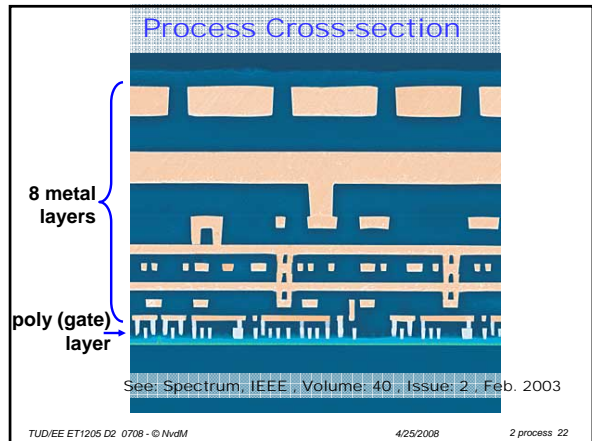 Process Cross-section
8 metal
layers
poly (gate)
layer
See: Spectrum, IEEE , Volume: 40 , Issue: 2 , Feb. 2003
TUD/EE ET1205 D2 0708 - © NvdM
4/25/2008
2 process 22